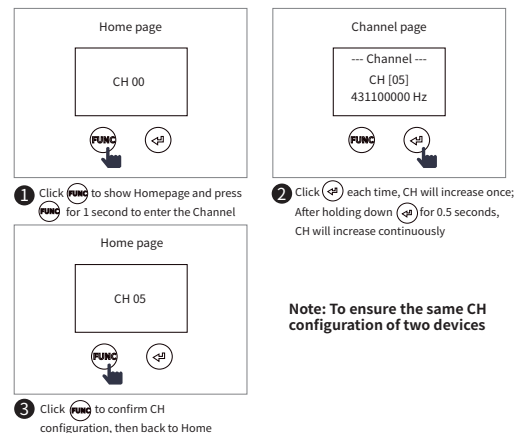 Home page
CH 00
FUNC
1 Click FUNC to show Homepage and press
FUNC for 1 second to enter the Channel
Channel page
--- Channel ---
CH [05]
431100000 Hz
FUNC
2 Click each time, CH will increase once;
After holding down for 0.5 seconds,
CH will increase continuously
Home page
CH 05
FUNC
3 Click FUNC to confirm CH
configuration, then back to Home
Note: To ensure the same CH
configuration of two devices